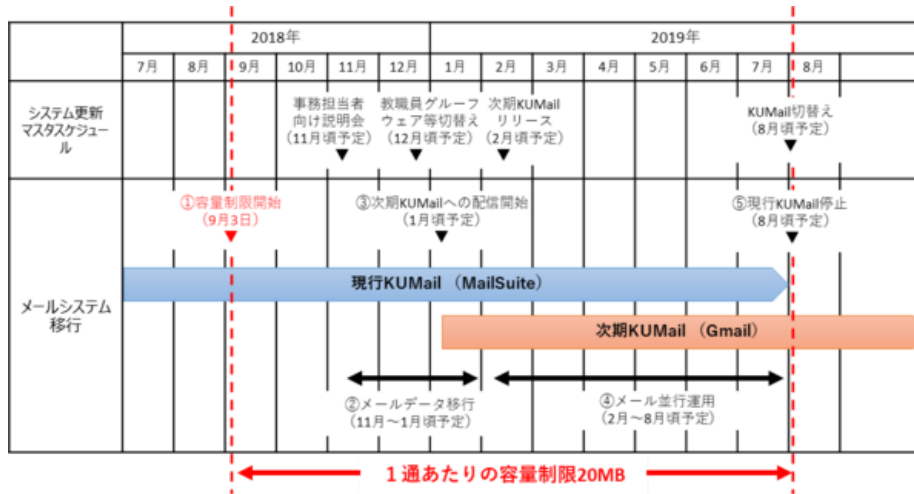 2018年
2019年
7月 8月 9月 10月 11月 12月 1月 2月 3月 4月 5月 6月 7月 8月
システム更新
マスタスケジュール
事務担当者
向け説明会
(11月頃予定)
教職員グループ
ウェア等切替え
(12月頃予定)
次期KUMail
リリース
(2月頃予定)
KUMail切替え
(8月頃予定)
メールシステム
移行
①容量制限開始
(9月3日)
③次期KUMailへの配信開始
(1月頃予定)
⑤現行KUMail停止
(8月頃予定)
現行KUMail (MailSuite)
次期KUMail (Gmail)
②メールデータ移行
(11月~1月頃予定)
④メール並行運用
(2月~8月頃予定)
1通あたりの容量制限20MB